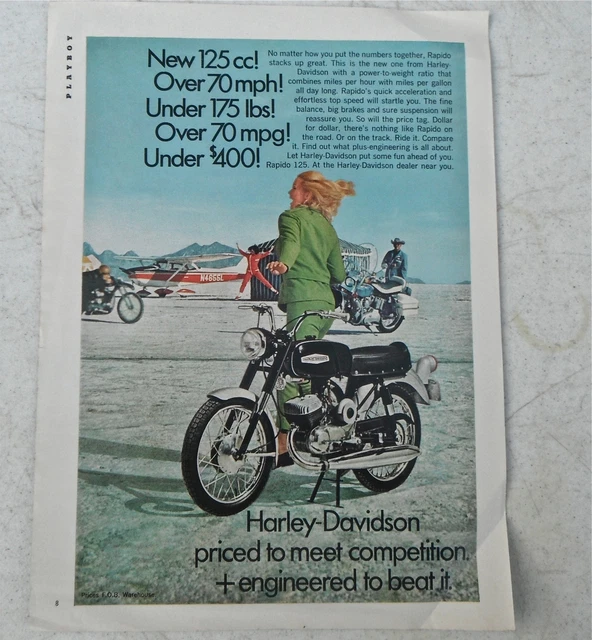 PLAYBOY
New 125 cc!
Over 70 mph!
Under 175 lbs!
Over 70 mpg!
Under $400!
No matter how you put the numbers together, Rapido
stacks up great. This is the new one from Harley-
Davidson with a power-to-weight ratio that
combines miles per hour with miles per gallon
all day long. Rapido's quick acceleration and
effortless top speed will startle you. The fine
balance, big brakes and sure suspension will
reassure you. So will the price tag. Dollar
for dollar, there's nothing like Rapido on
the road. Or on the track. Ride it. Compare
it. Find out what plus-engineering is all about.
Let Harley-Davidson put some fun ahead of you.
Rapido 125. At the Harley-Davidson dealer near you.
Harley-Davidson
priced to meet competition.
+ engineered to beat it.
Prices F.O.B. Warehouse
8